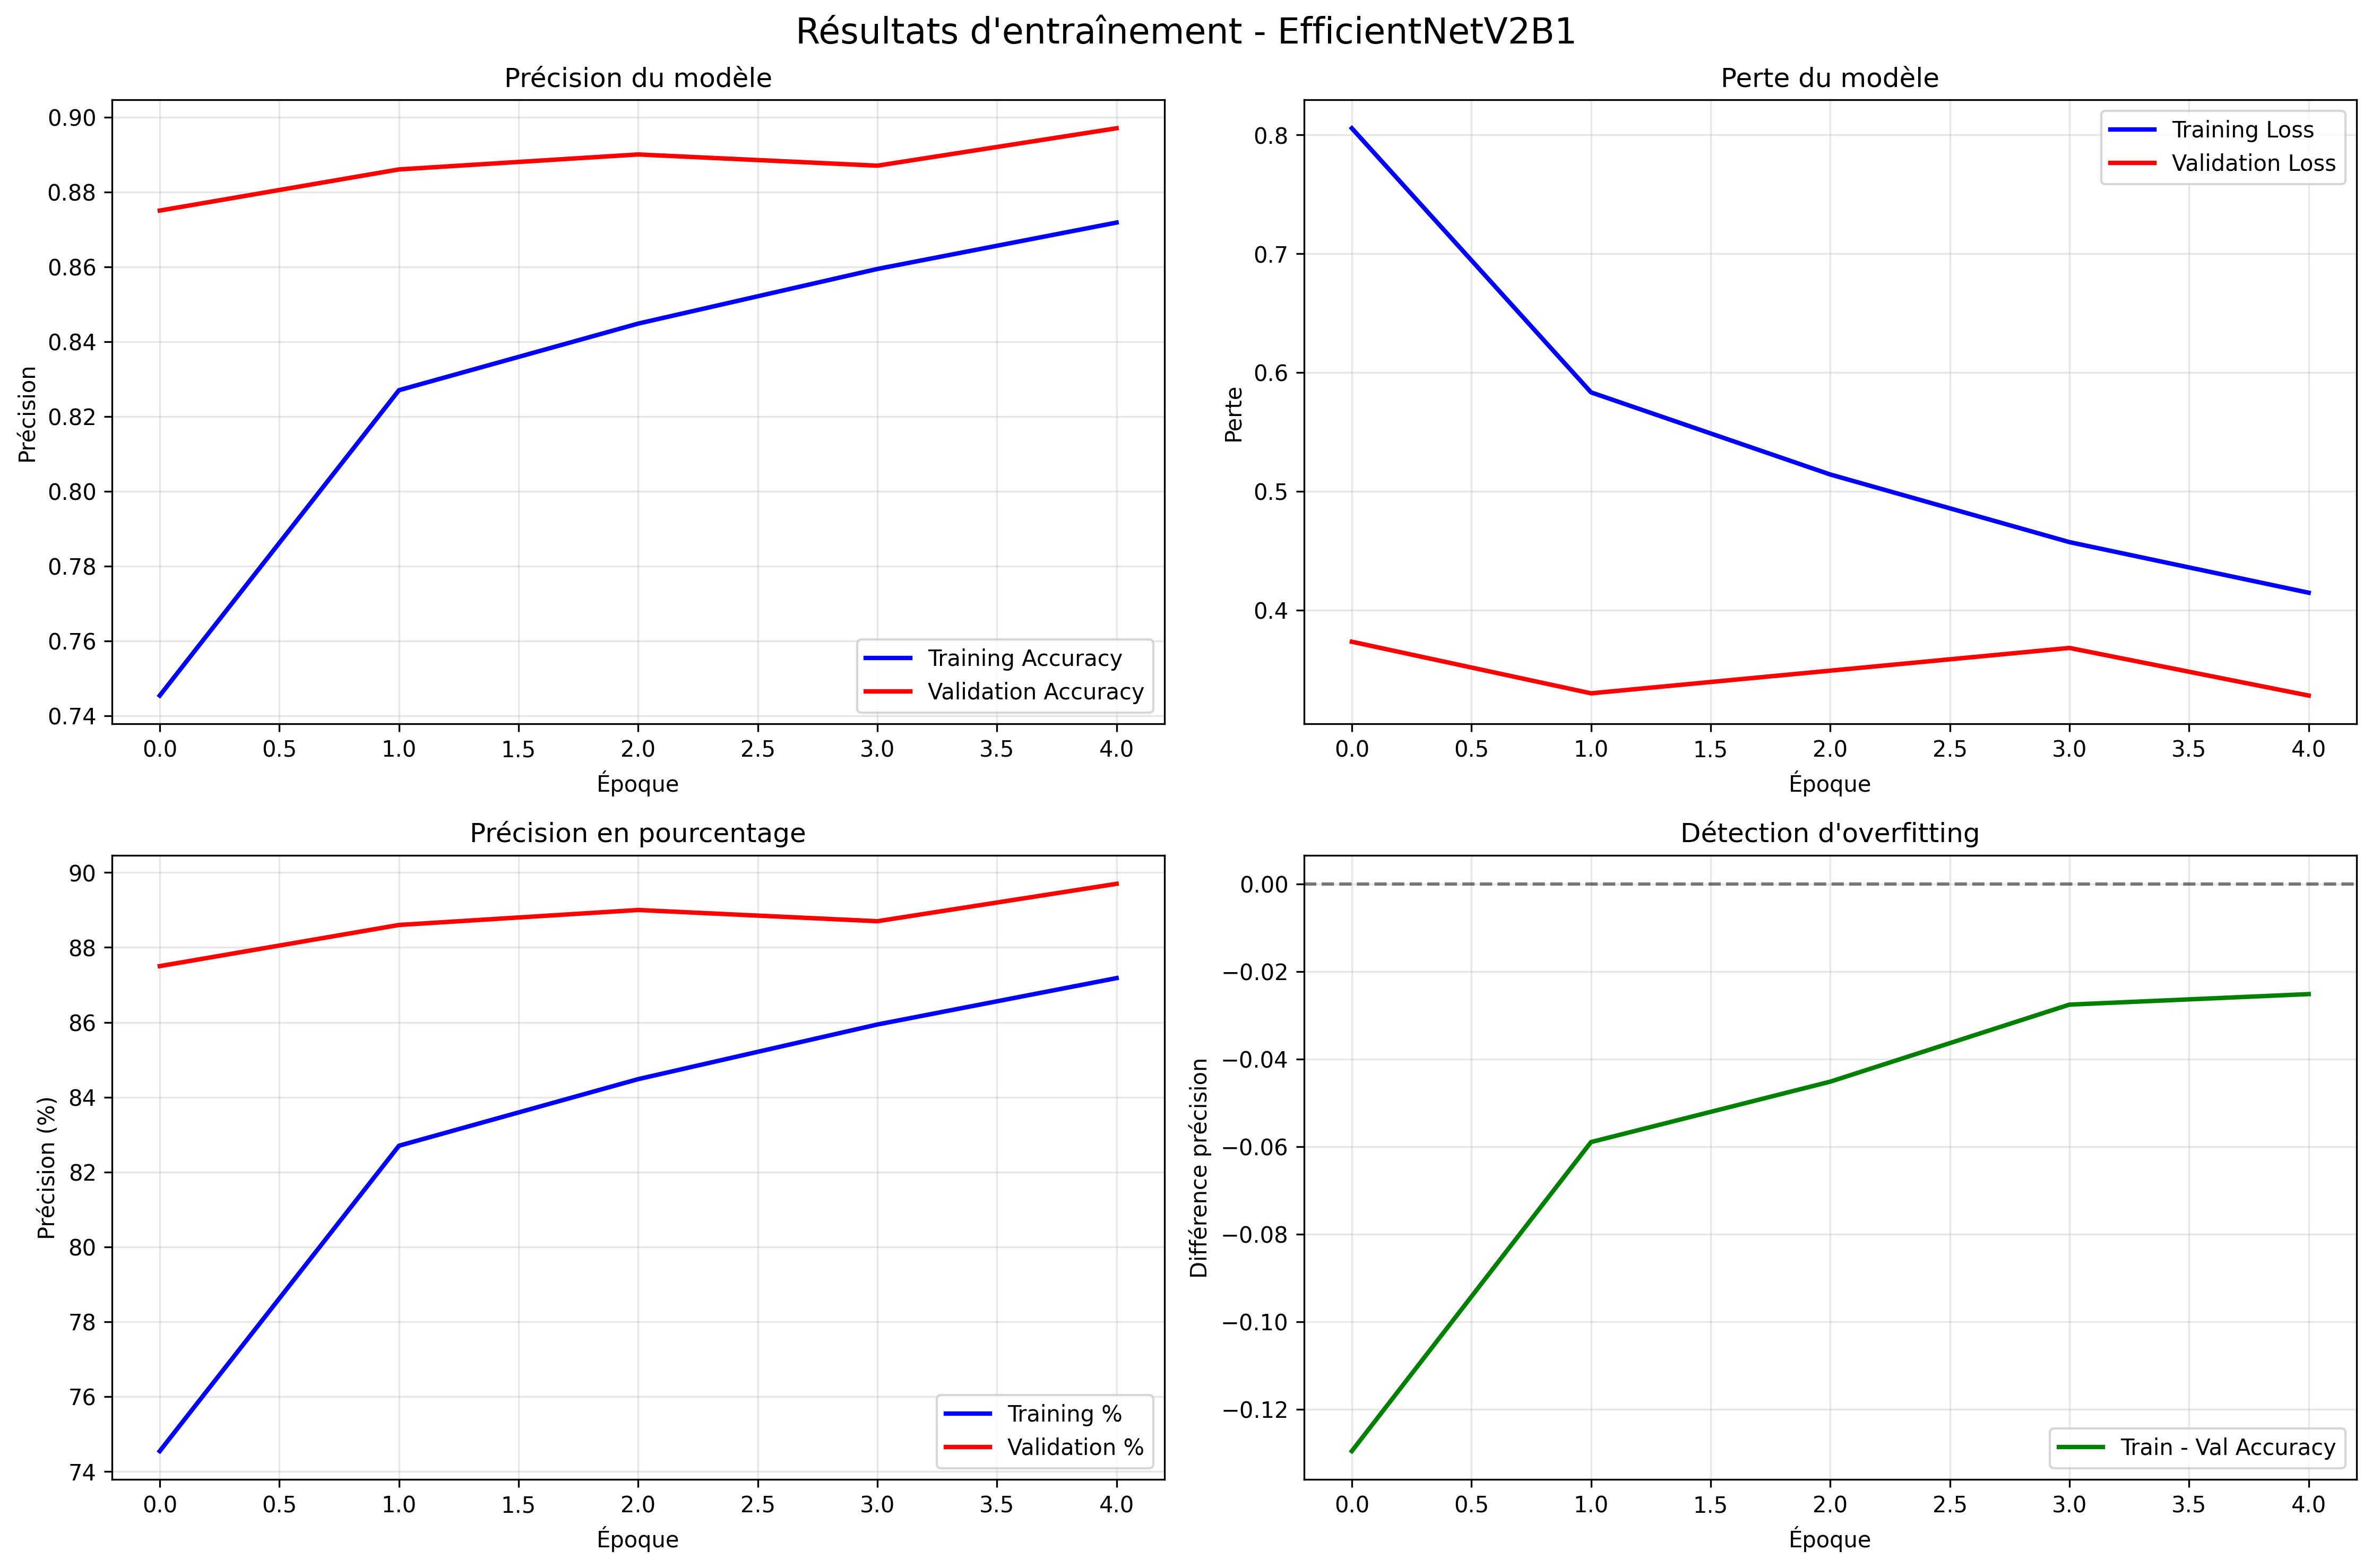 Résultats d'entraînement - EfficientNetV2B1
Précision du modèle
Précision
0.90
0.88
0.86
0.84
0.82
0.80
0.78
0.76
0.74
Training Accuracy
Validation Accuracy
0.0 0.5 1.0 1.5 2.0 2.5 3.0 3.5 4.0
Époque
Perte du modèle
Perte
0.8
0.7
0.6
0.5
0.4
Training Loss
Validation Loss
0.0 0.5 1.0 1.5 2.0 2.5 3.0 3.5 4.0
Époque
Précision en pourcentage
Précision (%)
90
88
86
84
82
80
78
76
74
Training %
Validation %
0.0 0.5 1.0 1.5 2.0 2.5 3.0 3.5 4.0
Époque
Détection d'overfitting
Différence précision
0.00
−0.02
−0.04
−0.06
−0.08
−0.10
−0.12
Train - Val Accuracy
0.0 0.5 1.0 1.5 2.0 2.5 3.0 3.5 4.0
Époque